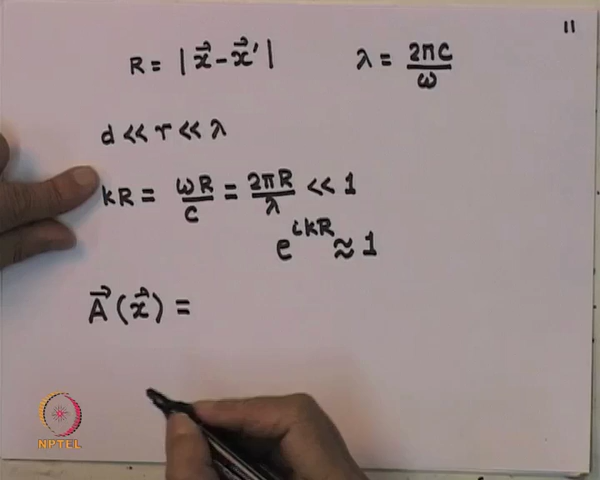 11
R = |x⃗ - x⃗'| λ = 2πc/ω
d << r << λ
kR = ωR/c = 2πR/λ << 1
e^{ikR} ≈ 1
A⃗(x⃗) =
NPTEL